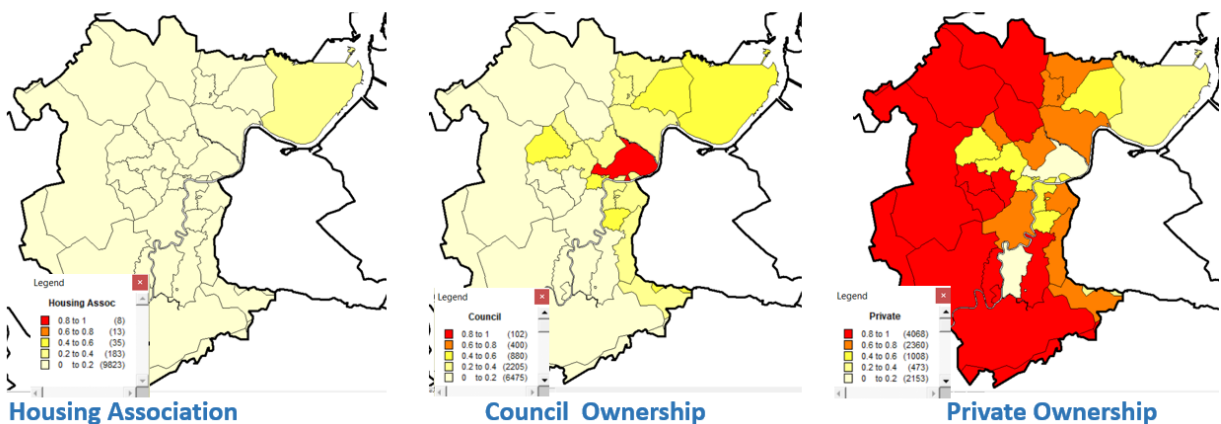 Legend
Housing Assoc
0.8 to 1 (8)
0.6 to 0.8 (13)
0.4 to 0.6 (35)
0.2 to 0.4 (183)
0 to 0.2 (9823)
Housing Association
Legend
Council
0.8 to 1 (102)
0.6 to 0.8 (400)
0.4 to 0.6 (880)
0.2 to 0.4 (2205)
0 to 0.2 (6475)
Council Ownership
Legend
Private
0.8 to 1 (4068)
0.6 to 0.8 (2360)
0.4 to 0.6 (1008)
0.2 to 0.4 (473)
0 to 0.2 (2153)
Private Ownership